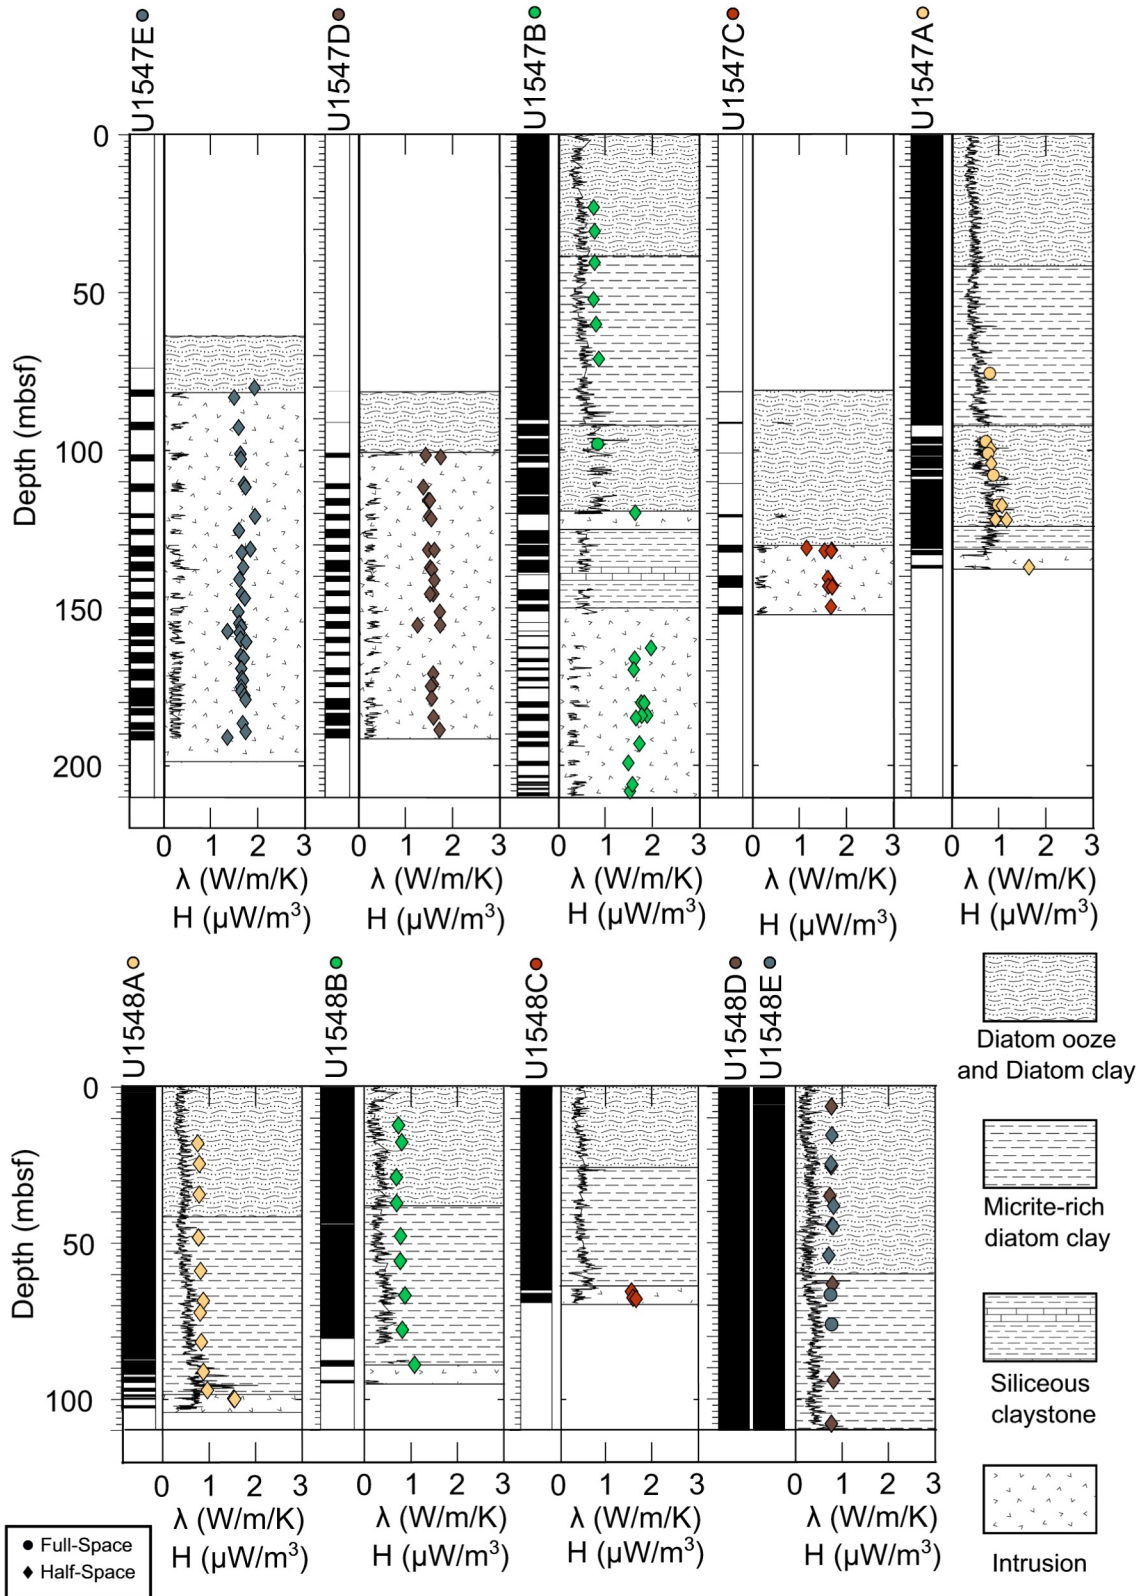 U1547E
U1547D
U1547B
U1547C
U1547A
0
50
100
150
200
Depth (mbsf)
0 1 2 3 0 1 2 3 0 1 2 3 0 1 2 3 0 1 2 3
λ (W/m/K) λ (W/m/K) λ (W/m/K) λ (W/m/K) λ (W/m/K)
H (µW/m³) H (µW/m³) H (µW/m³) H (µW/m³) H (µW/m³)
U1548A
U1548B
U1548C
U1548D
U1548E
0
50
100
Depth (mbsf)
0 1 2 3 0 1 2 3 0 1 2 3 0 1 2 3
λ (W/m/K) λ (W/m/K) λ (W/m/K) λ (W/m/K)
H (µW/m³) H (µW/m³) H (µW/m³) H (µW/m³)
Diatom ooze
and Diatom clay
Micrite-rich
diatom clay
Siliceous
claystone
Intrusion
Full-Space
Half-Space